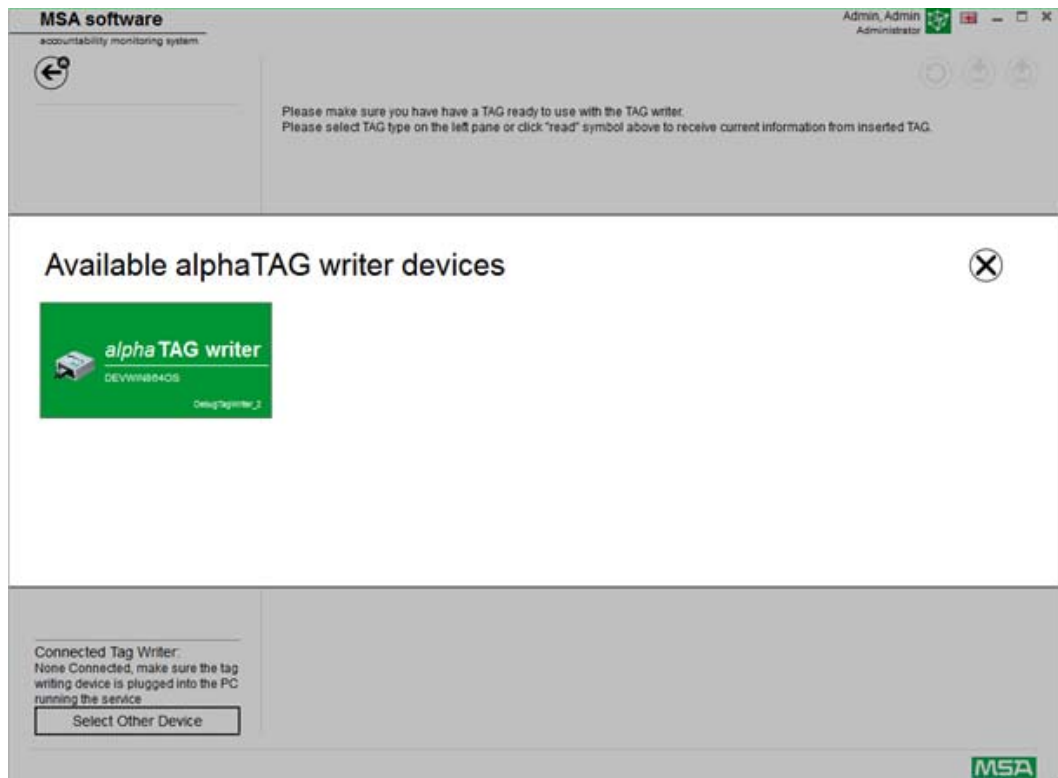 MSA software
Admin, Admin
Administrator
accountability monitoring system
Please make sure you have have a TAG ready to use with the TAG writer.
Please select TAG type on the left pane or click "read" symbol above to receive current information from inserted TAG.
Available alphaTAG writer devices
alphaTAG writer
DEVWIN864OS
DebugTagWriter_2
Connected Tag Writer:
None Connected, make sure the tag
writing device is plugged into the PC
running the service
Select Other Device
MSA